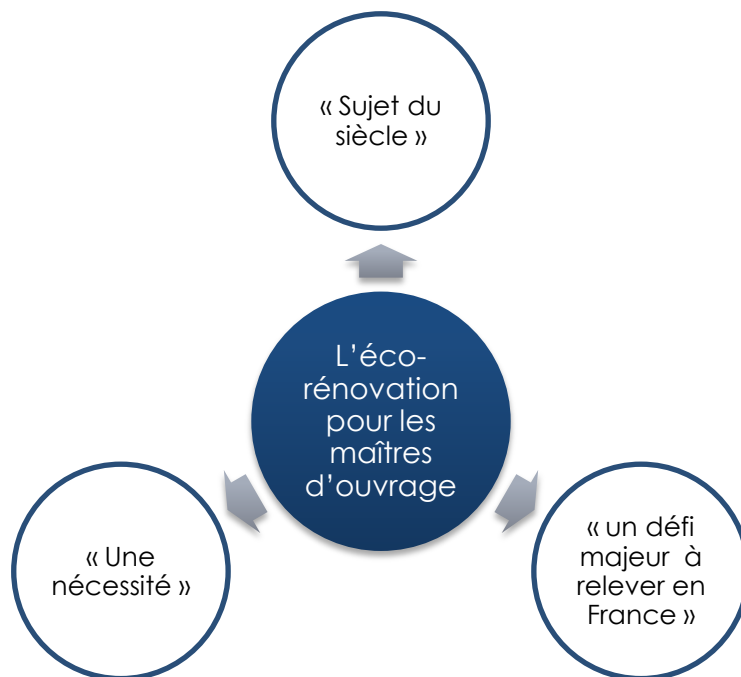 « Sujet du
siècle »
L'éco-
rénovation
pour les
maîtres
d'ouvrage
« Une
nécessité »
« un défi
majeur à
relever en
France »